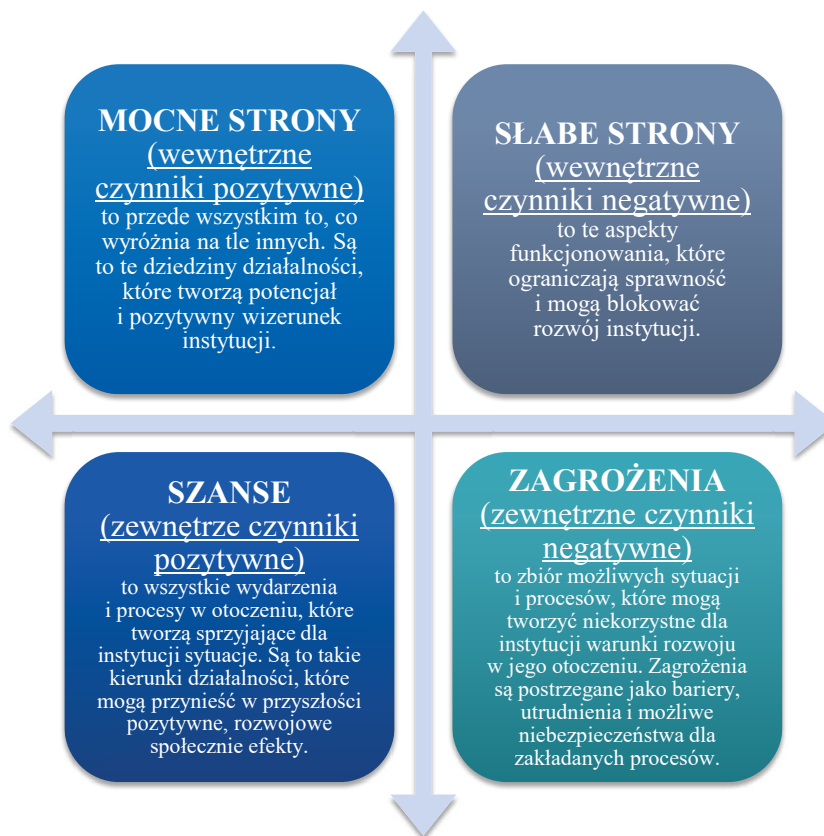 MOCNE STRONY
(wewnętrzne
czynniki pozytywne)
to przede wszystkim to, co
wyróżnia na tle innych. Są
to te dziedziny działalności,
które tworzą potencjał
i pozytywny wizerunek
instytucji.
SŁABE STRONY
(wewnętrzne
czynniki negatywne)
to te aspekty
funkcjonowania, które
ograniczają sprawność
i mogą blokować
rozwój instytucji.
SZANSE
(zewnętrze czynniki
pozytywne)
to wszystkie wydarzenia
i procesy w otoczeniu, które
tworzą sprzyjające dla
instytucji sytuacje. Są to takie
kierunki działalności, które
mogą przynieść w przyszłości
pozytywne, rozwojowe
społecznie efekty.
ZAGROŻENIA
(zewnętrzne czynniki
negatywne)
to zbiór możliwych sytuacji
i procesów, które mogą
tworzyć niekorzystne dla
instytucji warunki rozwoju
w jego otoczeniu. Zagrożenia
są postrzegane jako bariery,
utrudnienia i możliwe
niebezpieczeństwa dla
zakładanych procesów.